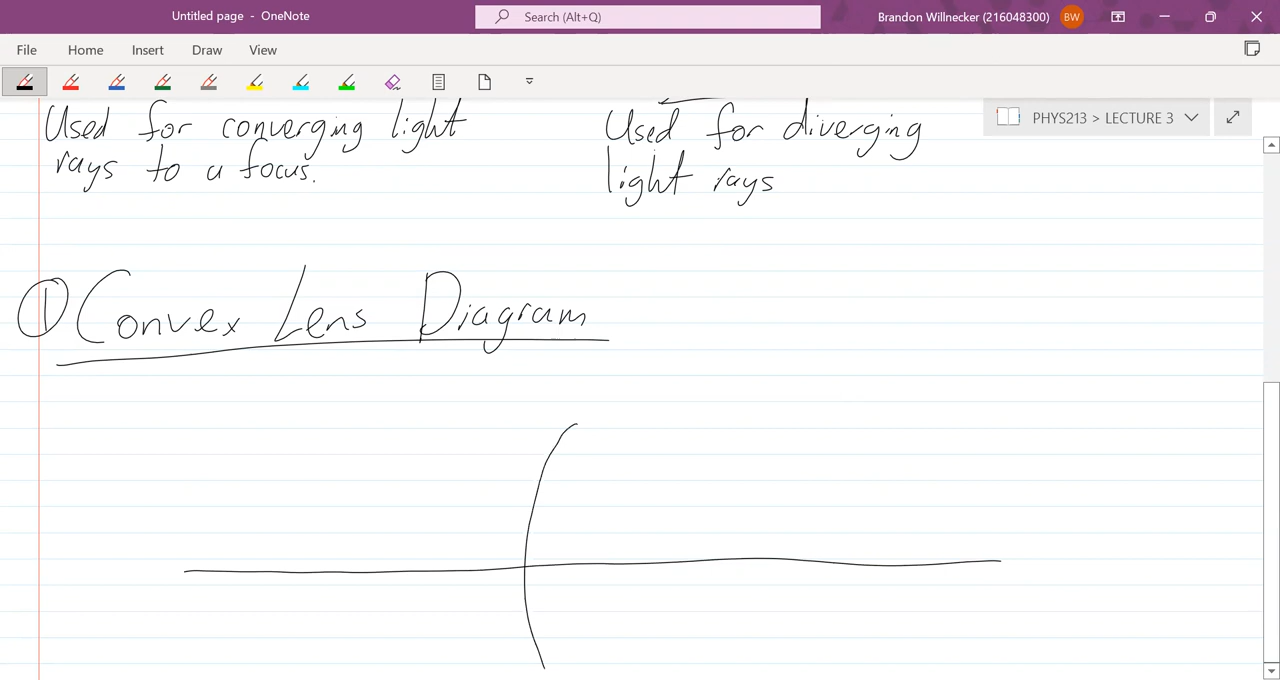 Untitled page - OneNote
Search (Alt+Q)
Brandon Willnecker (216048300)
BW
File Home Insert Draw View
PHYS213 > LECTURE 3
Used for converging light
rays to a focus.
Used for diverging
light rays
① Convex Lens Diagram